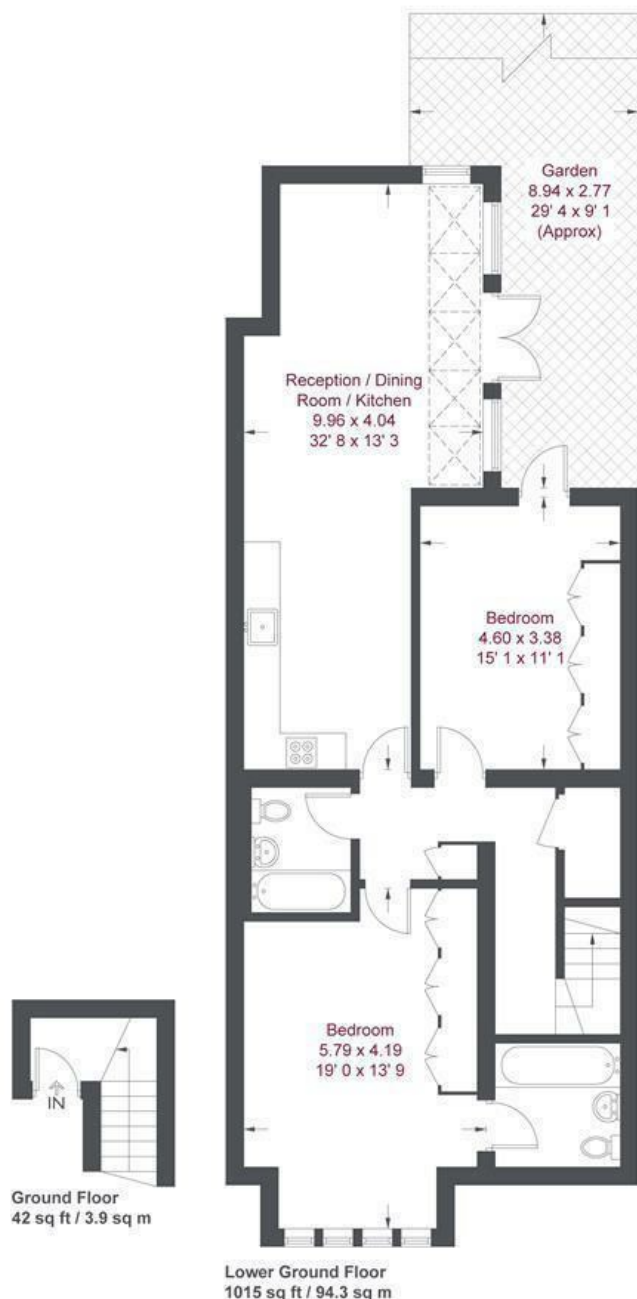 Garden
8.94 x 2.77
29' 4 x 9' 1
(Approx)
Reception / Dining
Room / Kitchen
9.96 x 4.04
32' 8 x 13' 3
Bedroom
4.60 x 3.38
15' 1 x 11' 1
Bedroom
5.79 x 4.19
19' 0 x 13' 9
IN
Ground Floor
42 sq ft / 3.9 sq m
Lower Ground Floor
1015 sq ft / 94.3 sq m